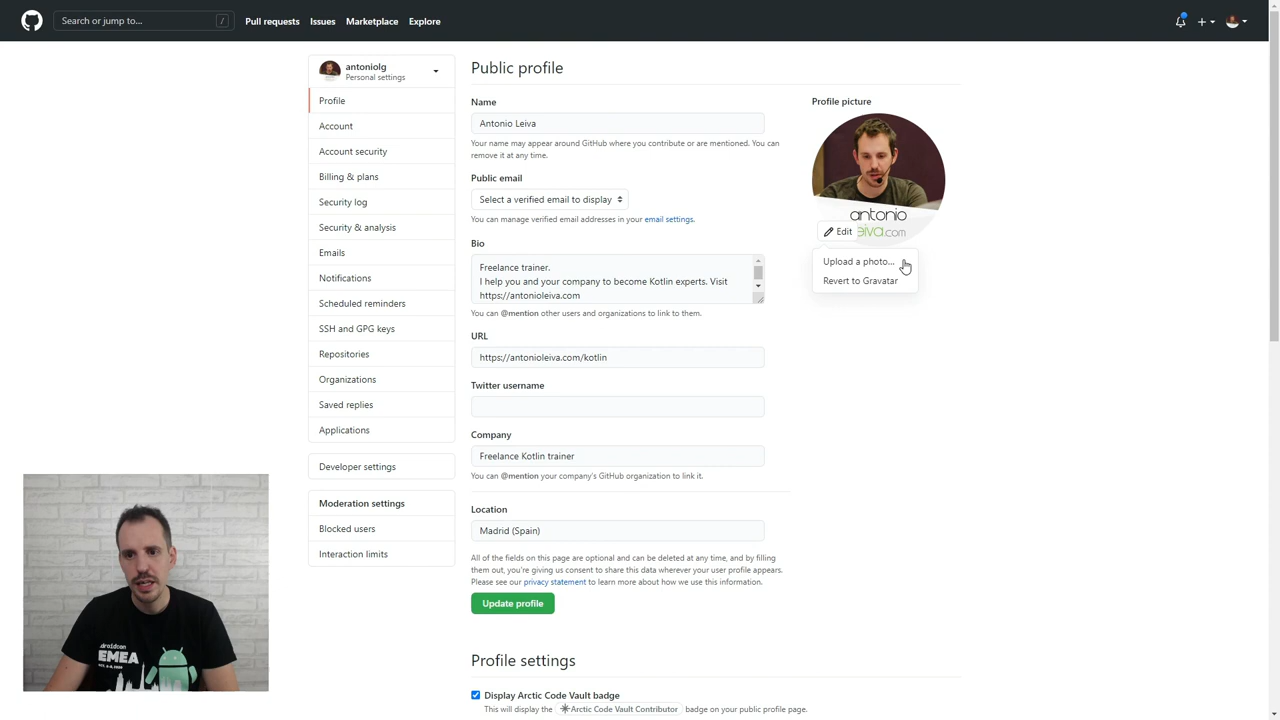 Search or jump to...
/
Pull requests
Issues
Marketplace
Explore
antoniolg
Personal settings
Profile
Account
Account security
Billing & plans
Security log
Security & analysis
Emails
Notifications
Scheduled reminders
SSH and GPG keys
Repositories
Organizations
Saved replies
Applications
Developer settings
Moderation settings
Blocked users
Interaction limits
Public profile
Name
Antonio Leiva
Your name may appear around GitHub where you contribute or are mentioned. You can
remove it at any time.
Public email
Select a verified email to display
You can manage verified email addresses in your email settings.
Bio
Freelance trainer.
I help you and your company to become Kotlin experts. Visit
https://antonioleiva.com
You can @mention other users and organizations to link to them.
URL
https://antonioleiva.com/kotlin
Twitter username
Company
Freelance Kotlin trainer
You can @mention your company's GitHub organization to link it.
Location
Madrid (Spain)
All of the fields on this page are optional and can be deleted at any time, and by filling
them out, you're giving us consent to share this data wherever your user profile appears.
Please see our privacy statement to learn more about how we use this information.
Update profile
Profile settings
Display Arctic Code Vault badge
This will display the Arctic Code Vault Contributor badge on your public profile page.
Profile picture
antonio
eiva.com
Edit
Upload a photo...
Revert to Gravatar
droidcon
EMEA